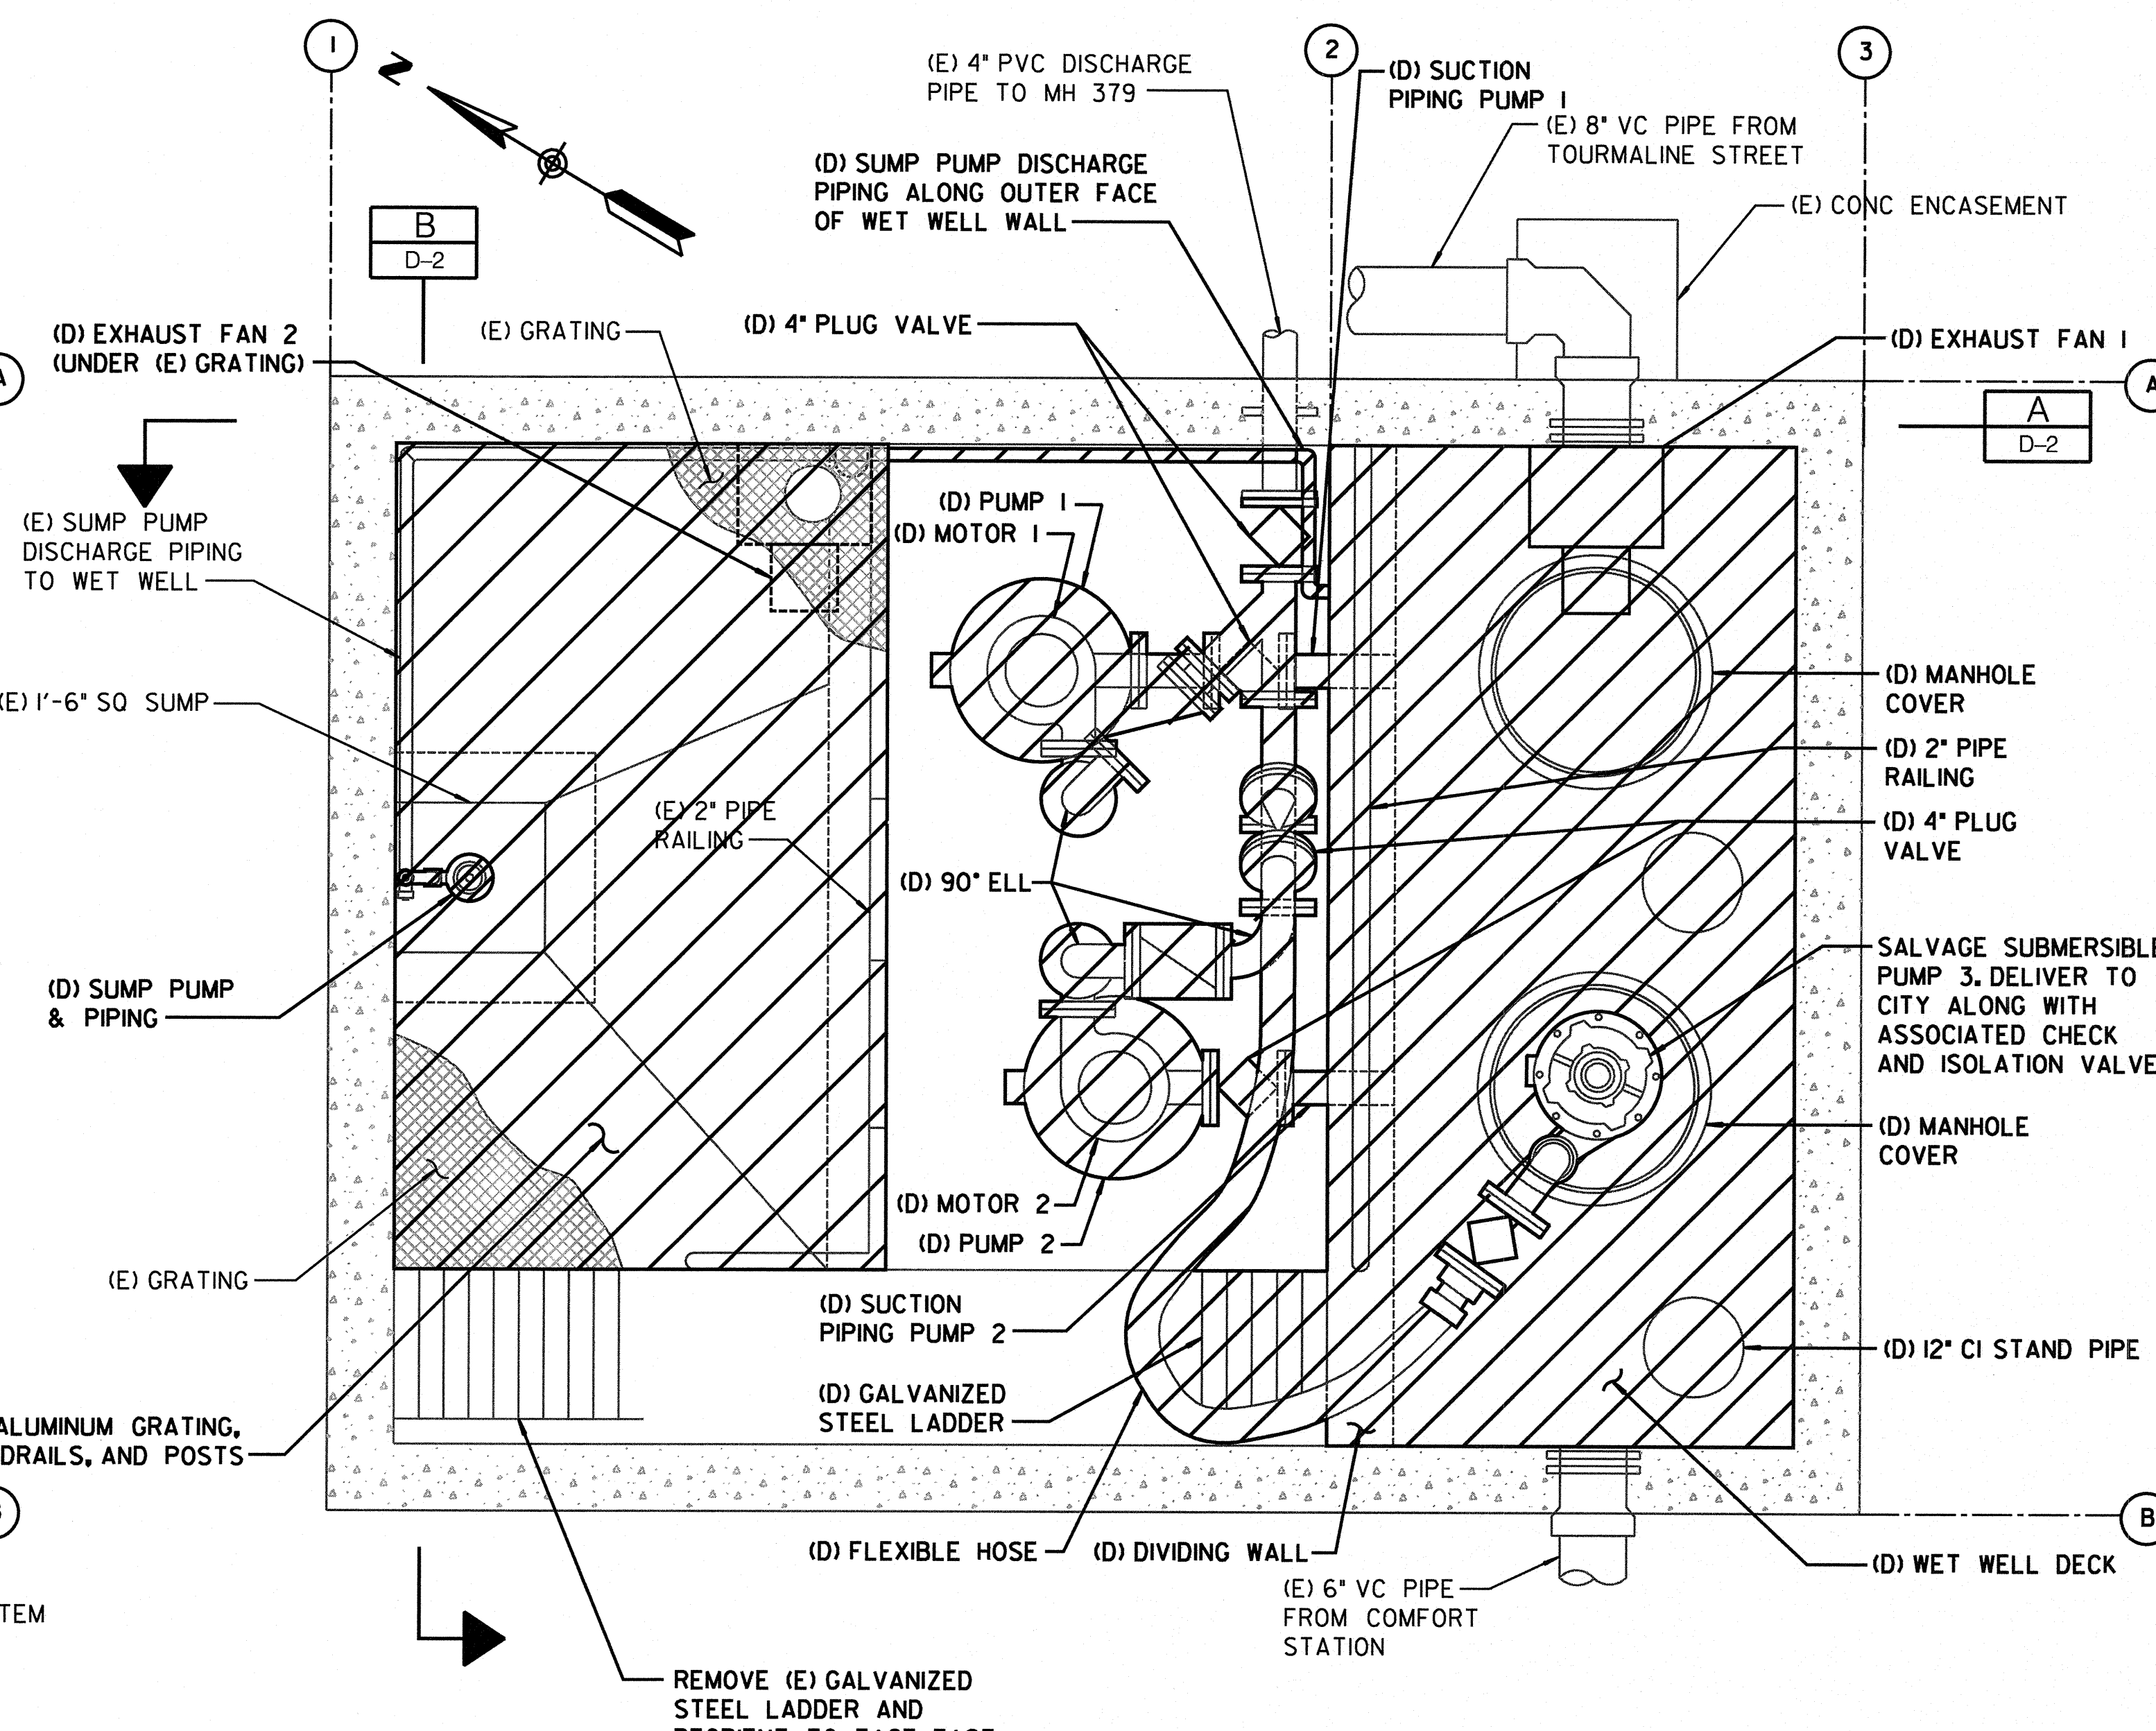 1
2
3
N
(E) 4" PVC DISCHARGE
PIPE TO MH 379
(D) SUCTION
PIPING PUMP 1
(E) 8" VC PIPE FROM
TOURMALINE STREET
(D) SUMP PUMP DISCHARGE
PIPING ALONG OUTER FACE
OF WET WELL WALL
(E) CONC ENCASEMENT
B
D-2
(D) EXHAUST FAN 2
(UNDER (E) GRATING)
(E) GRATING
(D) 4" PLUG VALVE
(D) EXHAUST FAN 1
A
A
A
D-2
(E) SUMP PUMP
DISCHARGE PIPING
TO WET WELL
(D) PUMP 1
(D) MOTOR 1
(E) 1'-6" SQ SUMP
(D) MANHOLE
COVER
(D) 2" PIPE
RAILING
(E) 2" PIPE
RAILING
(D) 4" PLUG
VALVE
(D) 90° ELL
(D) SUMP PUMP
& PIPING
SALVAGE SUBMERSIBLE
PUMP 3. DELIVER TO
CITY ALONG WITH
ASSOCIATED CHECK
AND ISOLATION VALVE
(D) MANHOLE
COVER
(D) MOTOR 2
(D) PUMP 2
(E) GRATING
(D) SUCTION
PIPING PUMP 2
(D) 12" CI STAND PIPE
(D) GALVANIZED
STEEL LADDER
ALUMINUM GRATING,
DRAILS, AND POSTS
B
(D) FLEXIBLE HOSE
(D) DIVIDING WALL
(D) WET WELL DECK
(E) 6" VC PIPE
FROM COMFORT
STATION
TEM
REMOVE (E) GALVANIZED
STEEL LADDER AND